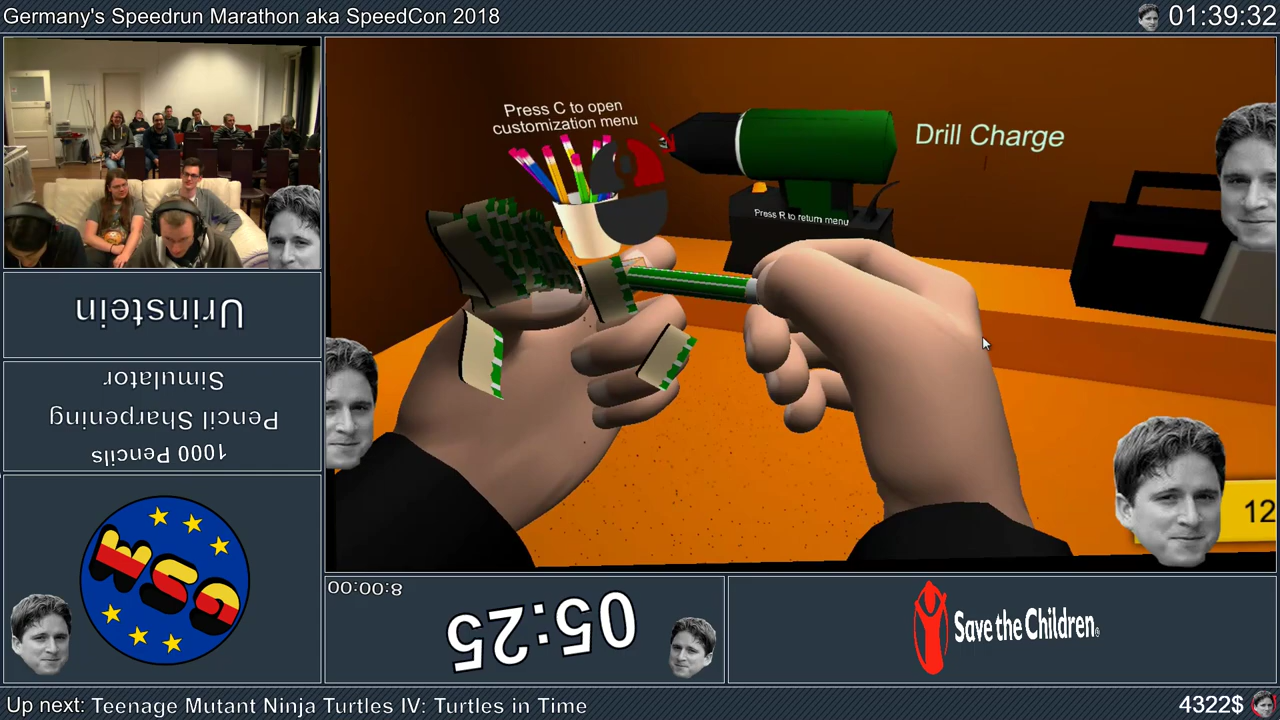 Germany's Speedrun Marathon aka SpeedCon 2018
01:39:32
Press C to open
customization menu
Drill Charge
Press R to return menu
Urinstein
1000 Pencils
Pencil Sharpening
Simulator
12
GSM
8:00:00
05:25
Save the Children®
Up next: Teenage Mutant Ninja Turtles IV: Turtles in Time
4322$